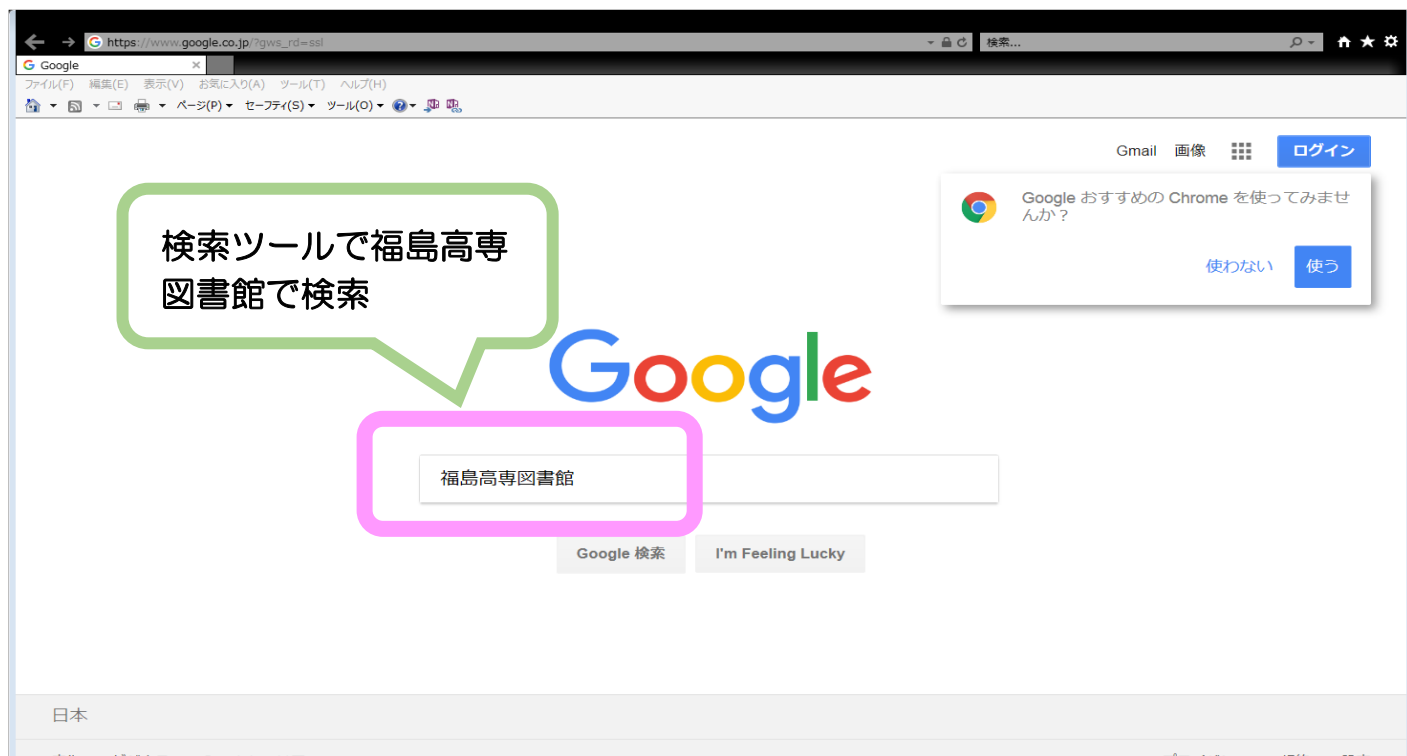 https://www.google.co.jp/?gws_rd=ssl
検索...
Google
ファイル(F) 編集(E) 表示(V) お気に入り(A) ツール(T) ヘルプ(H)
ページ(P) セーフティ(S) ツール(O)
Gmail 画像 ログイン
Google おすすめの Chrome を使ってみませ
んか？
使わない 使う
検索ツールで福島高専
図書館で検索
Google
福島高専図書館
Google 検索 I'm Feeling Lucky
日本